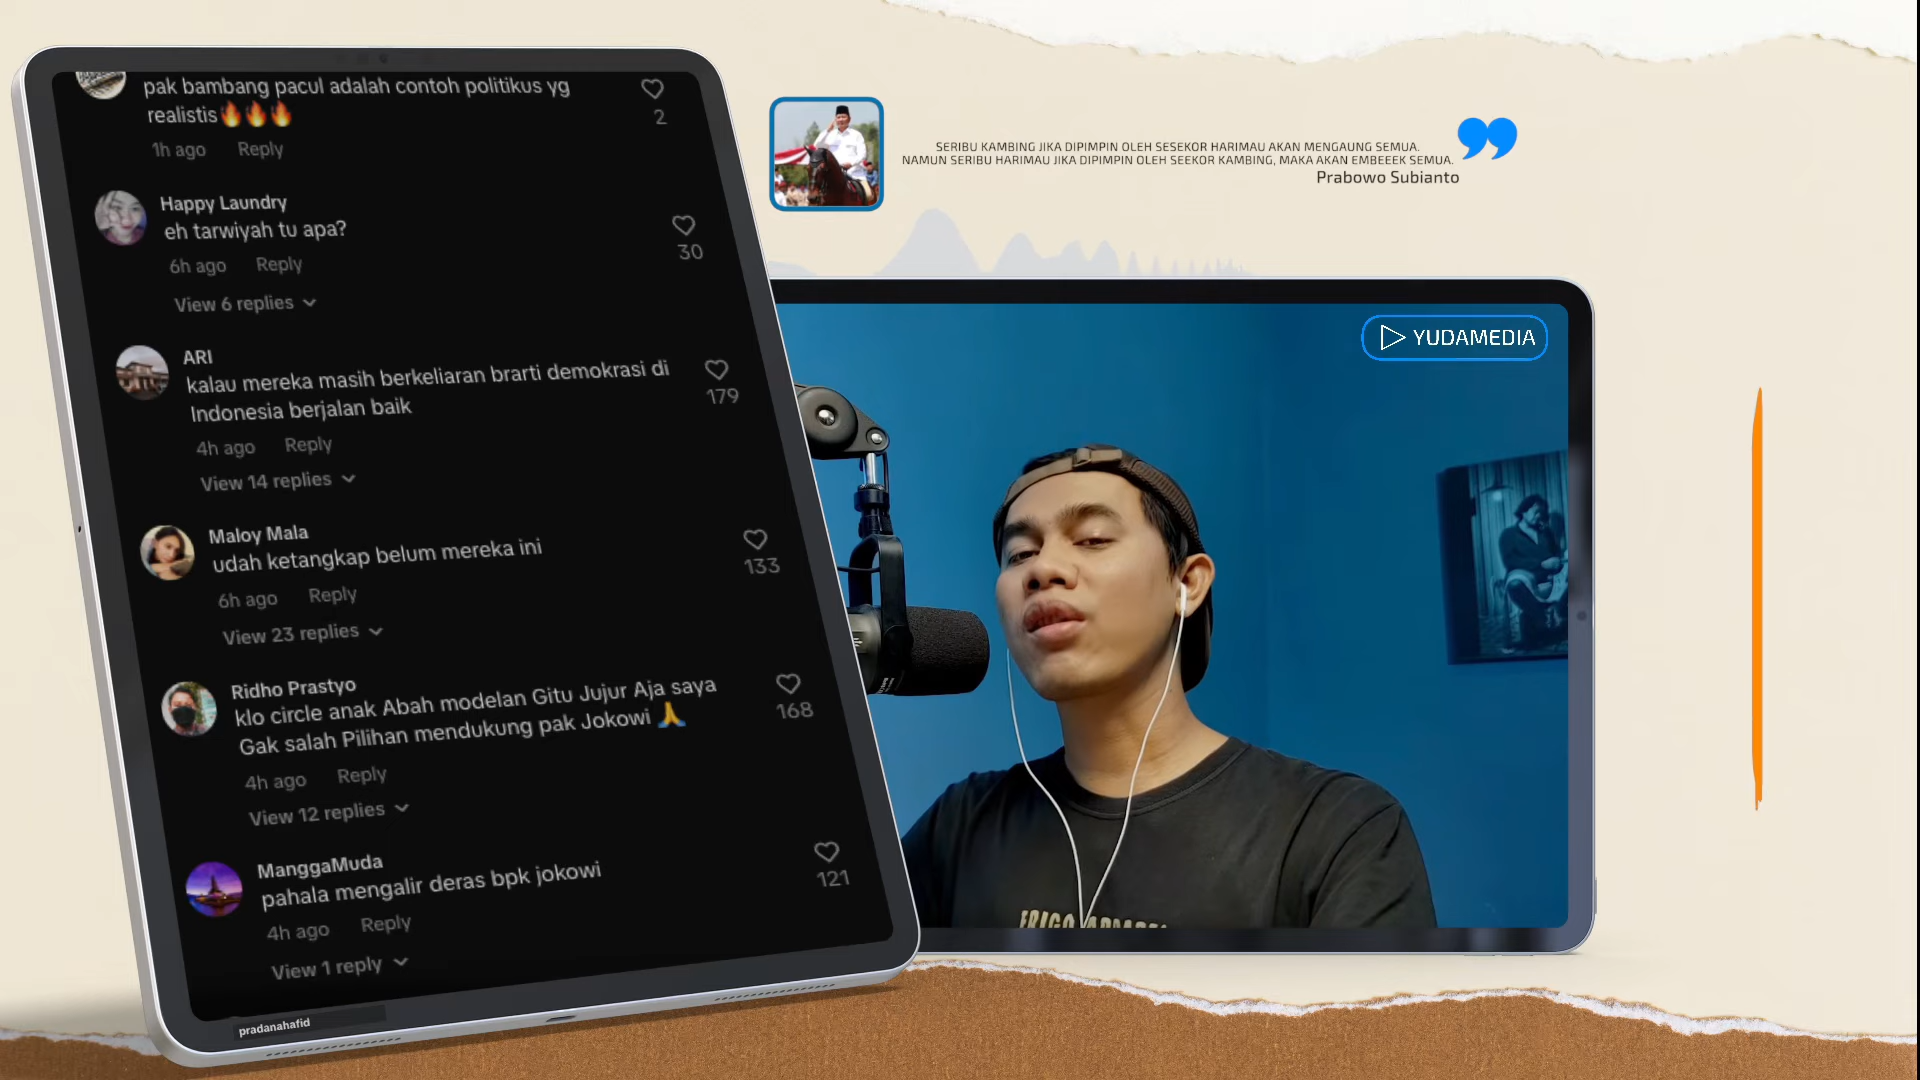 pak bambang pacul adalah contoh politikus yg
realistis🔥🔥🔥
2
1h ago Reply
Happy Laundry
eh tarwiyah tu apa?
30
6h ago Reply
View 6 replies
ARI
kalau mereka masih berkeliaran brarti demokrasi di
Indonesia berjalan baik
179
4h ago Reply
View 14 replies
Maloy Mala
udah ketangkap belum mereka ini
133
6h ago Reply
View 23 replies
Ridho Prastyo
klo circle anak Abah modelan Gitu Jujur Aja saya
Gak salah Pilihan mendukung pak Jokowi 🙏
168
4h ago Reply
View 12 replies
ManggaMuda
pahala mengalir deras bpk jokowi
121
4h ago Reply
View 1 reply
pradanahafid
SERIBU KAMBING JIKA DIPIMPIN OLEH SESEKOR HARIMAU AKAN MENGAUNG SEMUA.
NAMUN SERIBU HARIMAU JIKA DIPIMPIN OLEH SEEKOR KAMBING, MAKA AKAN EMBEEEK SEMUA.
Prabowo Subianto
YUDAMEDIA